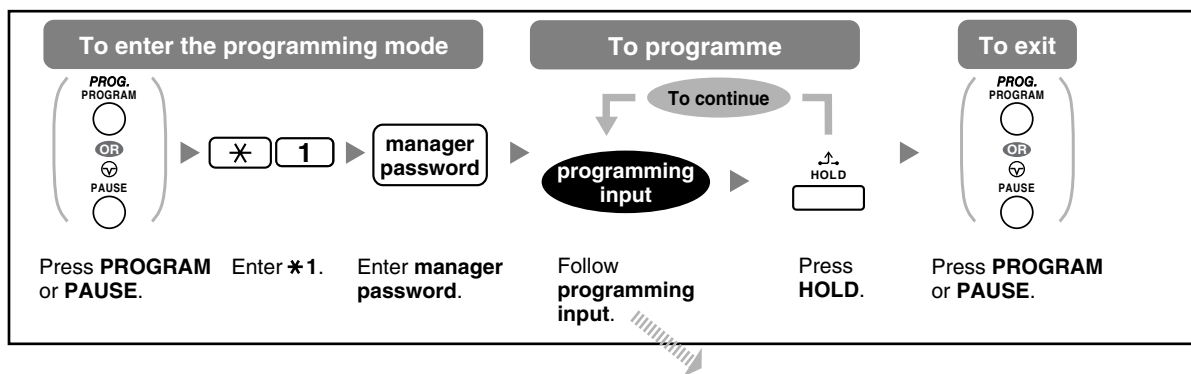 To enter the programming mode
To programme
To exit
PROG.
PROGRAM
OR
PAUSE
✳
1
manager
password
To continue
programming
input
HOLD
PROG.
PROGRAM
OR
PAUSE
Press PROGRAM
or PAUSE.
Enter ✳1.
Enter manager
password.
Follow
programming
input.
Press
HOLD.
Press PROGRAM
or PAUSE.